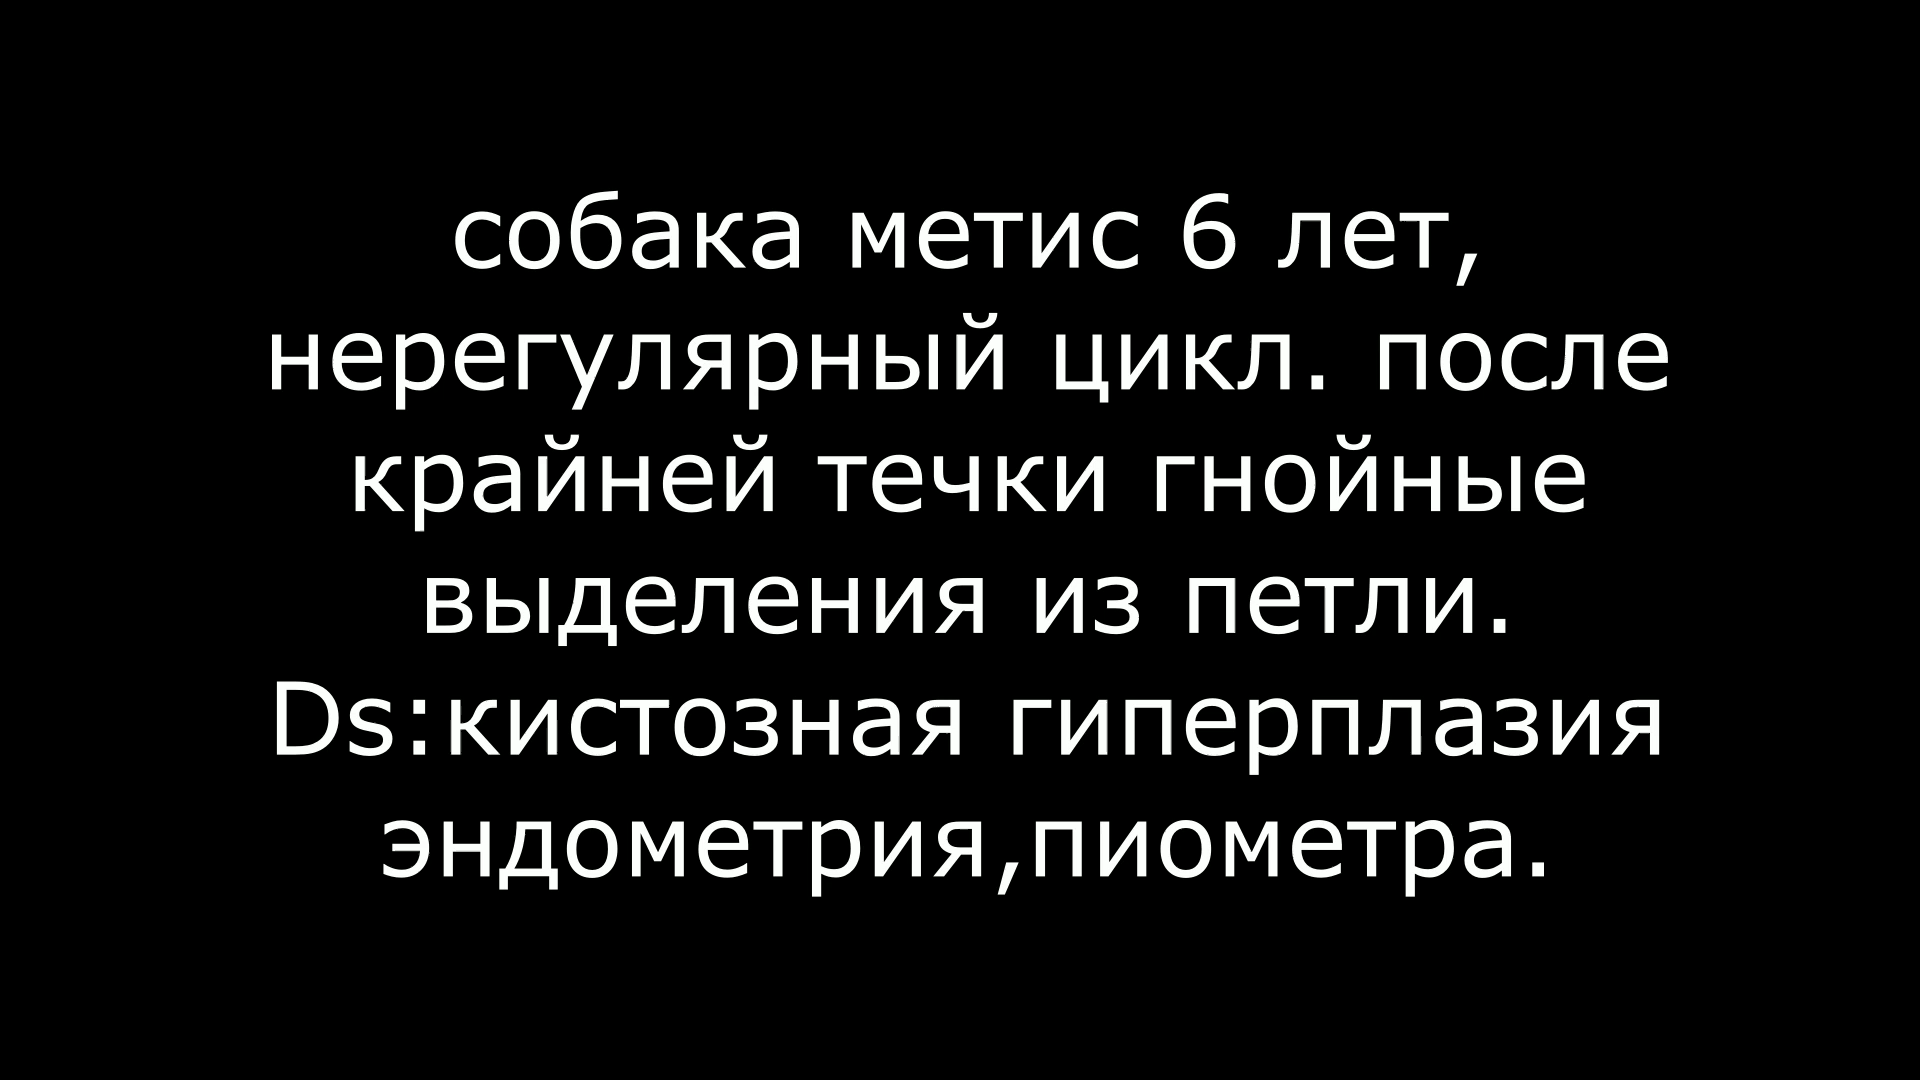 собака метис 6 лет,
нерегулярный цикл. после
крайней течки гнойные
выделения из петли.
Ds:кистозная гиперплазия
эндометрия,пиометра.